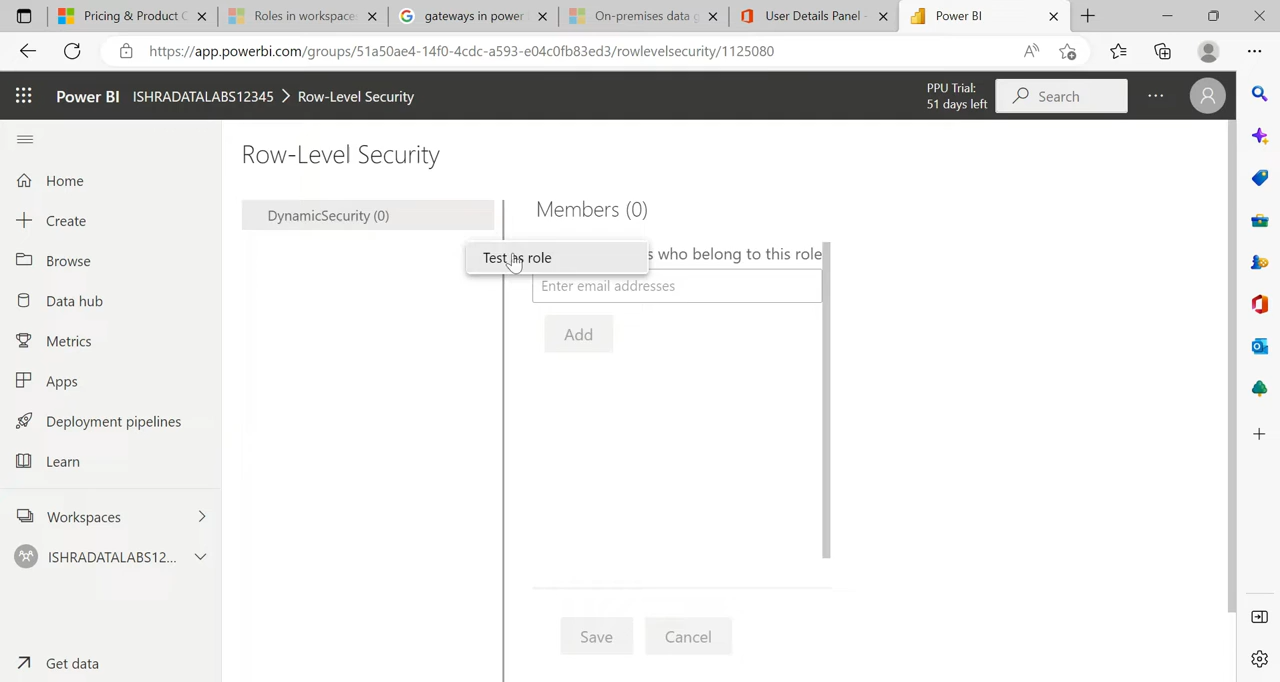 Pricing & Product C
Roles in workspace
gateways in power
On-premises data g
User Details Panel -
Power BI
https://app.powerbi.com/groups/51a50ae4-14f0-4cdc-a593-e04c0fb83ed3/rowlevelsecurity/1125080
Power BI ISHRADATALABS12345 > Row-Level Security
PPU Trial:
51 days left
Search
Row-Level Security
Home
Create
Browse
Data hub
Metrics
Apps
Deployment pipelines
Learn
Workspaces
ISHRADATALABS12...
Get data
DynamicSecurity (0)
Members (0)
Test as role
s who belong to this role
Enter email addresses
Add
Save
Cancel